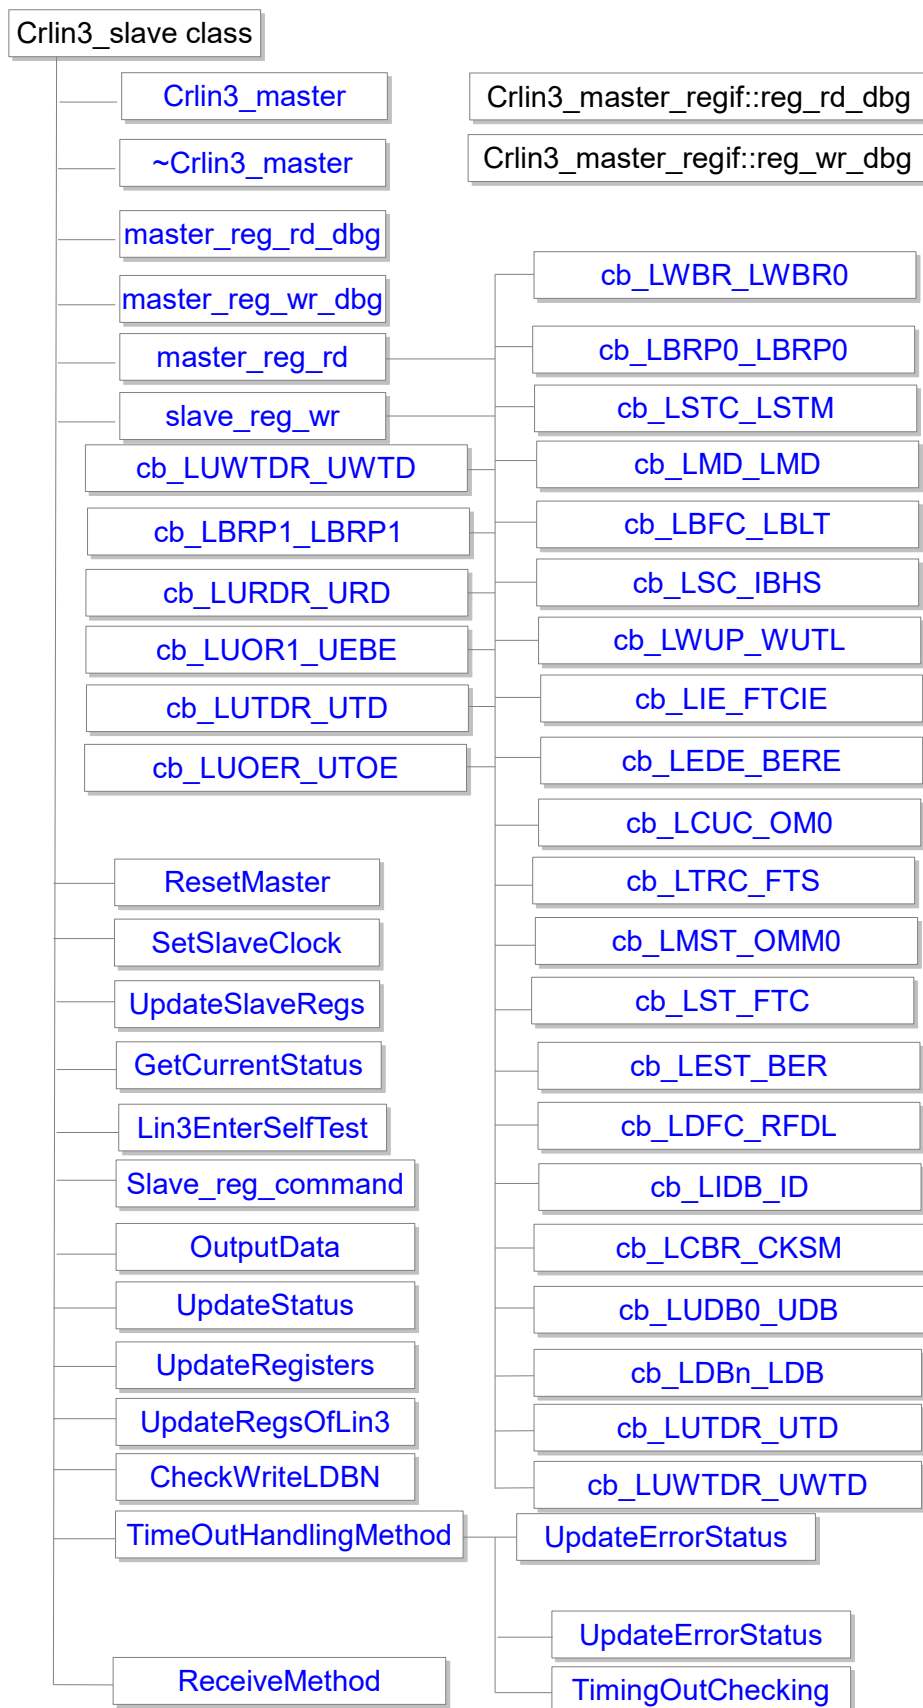 Crlin3_slave class
Crlin3_master
Crlin3_master_regif::reg_rd_dbg
~Crlin3_master
Crlin3_master_regif::reg_wr_dbg
master_reg_rd_dbg
cb_LWBR_LWBR0
master_reg_wr_dbg
master_reg_rd
cb_LBRP0_LBRP0
slave_reg_wr
cb_LSTC_LSTM
cb_LUWTDR_UWTD
cb_LMD_LMD
cb_LBRP1_LBRP1
cb_LBFC_LBLT
cb_LURDR_URD
cb_LSC_IBHS
cb_LUOR1_UEBE
cb_LWUP_WUTL
cb_LUTDR_UTD
cb_LIE_FTCIE
cb_LUOER_UTOE
cb_LEDE_BERE
cb_LCUC_OM0
ResetMaster
cb_LTRC_FTS
SetSlaveClock
cb_LMST_OMM0
UpdateSlaveRegs
cb_LST_FTC
GetCurrentStatus
cb_LEST_BER
Lin3EnterSelfTest
cb_LDFC_RFDL
Slave_reg_command
cb_LIDB_ID
OutputData
cb_LCBR_CKSM
UpdateStatus
cb_LUDB0_UDB
UpdateRegisters
cb_LDBn_LDB
UpdateRegsOfLin3
cb_LUTDR_UTD
CheckWriteLDBN
cb_LUWTDR_UWTD
TimeOutHandlingMethod
UpdateErrorStatus
UpdateErrorStatus
ReceiveMethod
TimingOutChecking